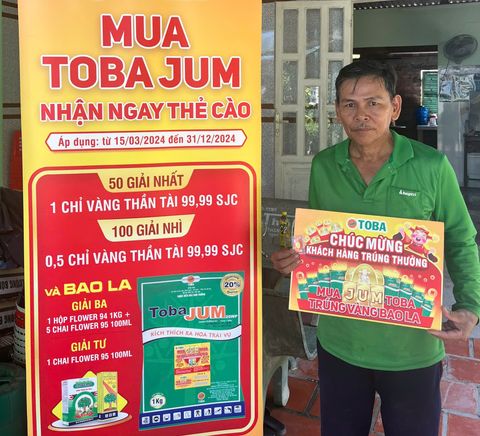 MUA
TOBA JUM
NHẬN NGAY THẺ CÀO
Áp dụng: từ 15/03/2024 đến 31/12/2024
50 GIẢI NHẤT
1 CHỈ VÀNG THẦN TÀI 99,99 SJC
100 GIẢI NHÌ
0,5 CHỈ VÀNG THẦN TÀI 99,99 SJC
VÀ BAO LA
GIẢI BA
1 HỘP FLOWER 94 1KG +
5 CHAI FLOWER 95 100ML
GIẢI TƯ
1 CHAI FLOWER 95 100ML
20%
Toba JUM
20WP
KÍCH THÍCH RA HOA TRÁI VỤ
1Kg
TOBA
CHÚC MỪNG
KHÁCH HÀNG TRÚNG THƯỞNG
MUA JUM TOBA
TRÚNG VÀNG BAO LA